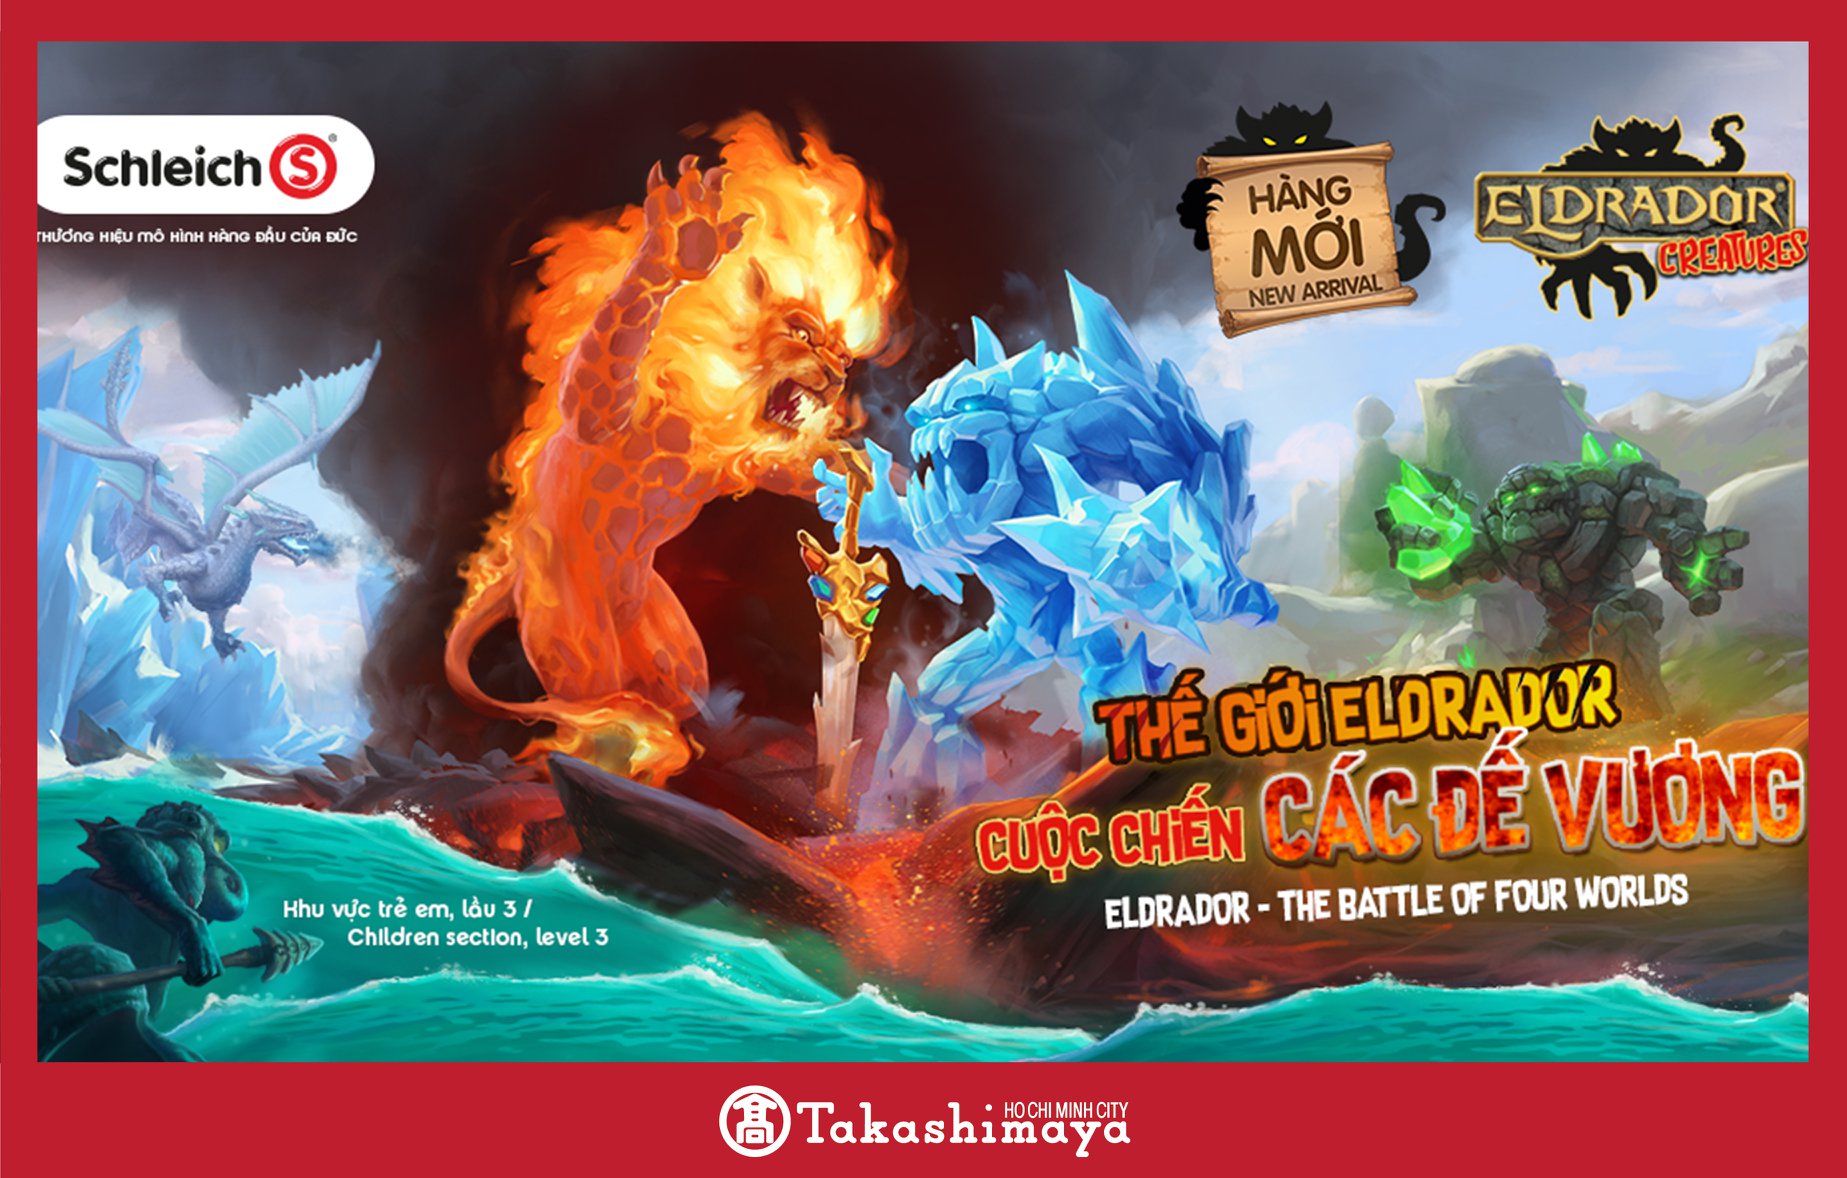 Schleich S®
THƯƠNG HIỆU MÔ HÌNH HÀNG ĐẦU CỦA ĐỨC
HÀNG
MỚI
NEW ARRIVAL
ELDRADOR®
CREATURES
THẾ GIỚI ELDRADOR
CUỘC CHIẾN CÁC ĐẾ VƯƠNG
ELDRADOR - THE BATTLE OF FOUR WORLDS
Khu vực trẻ em, lầu 3 /
Children section, level 3
髙 Takashimaya HO CHI MINH CITY